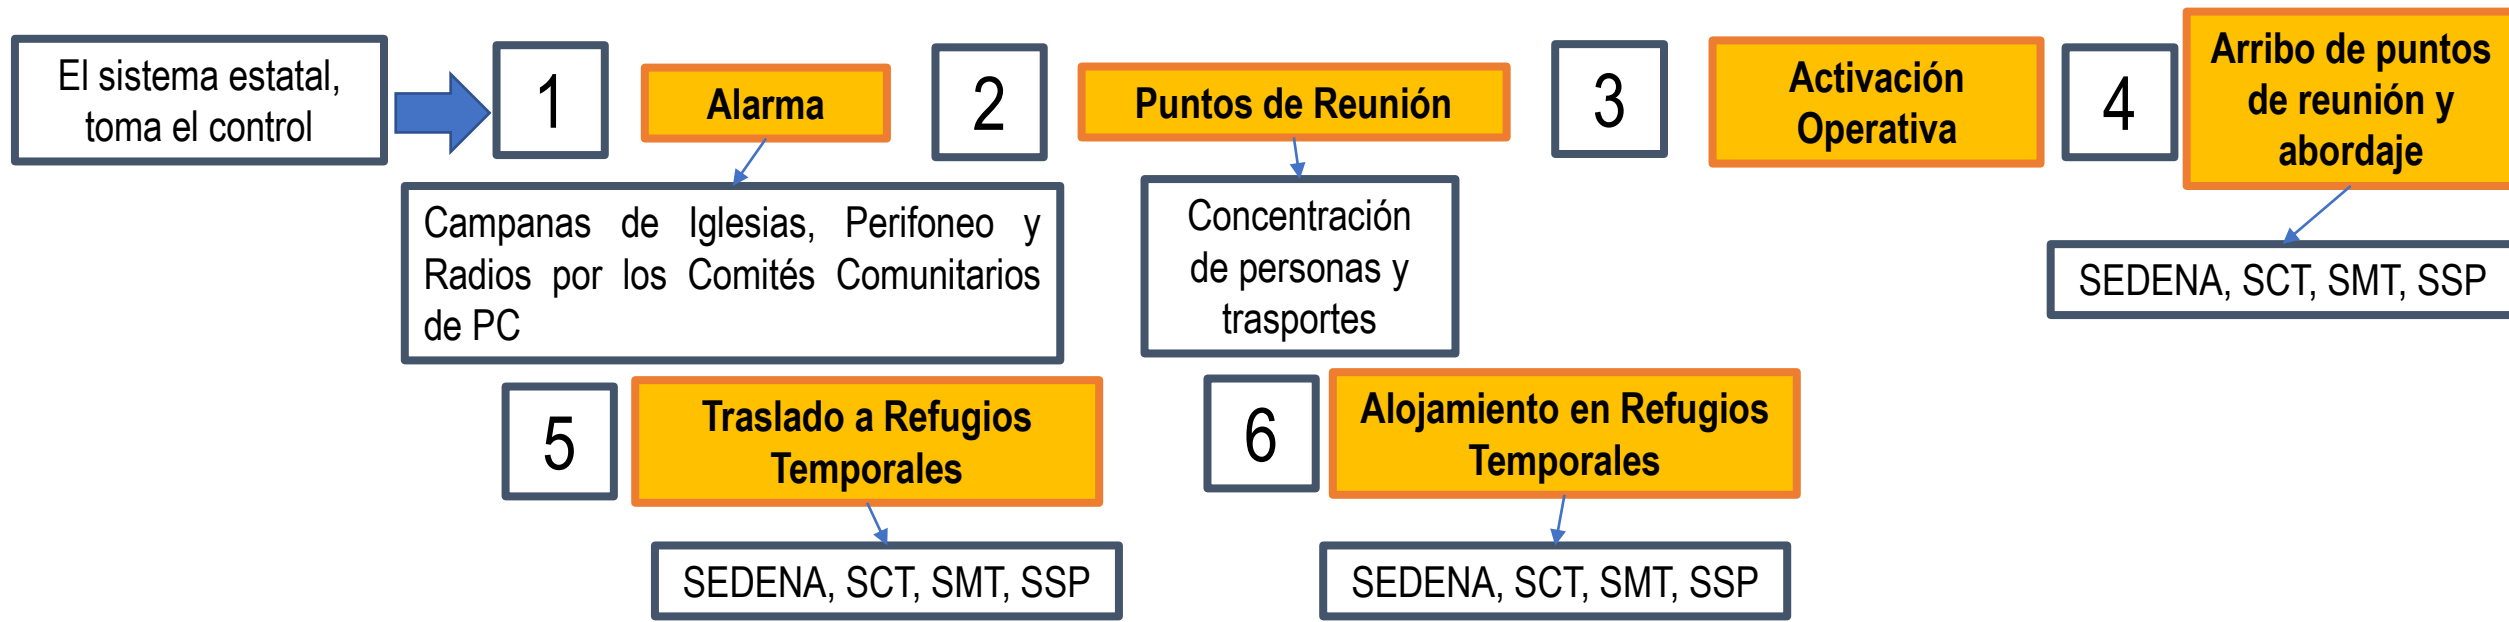 El sistema estatal,
toma el control
1
Alarma
Campanas de Iglesias, Perifoneo y
Radios por los Comités Comunitarios
de PC
2
Puntos de Reunión
Concentración
de personas y
trasportes
3
Activación
Operativa
4
Arribo de puntos
de reunión y
abordaje
SEDENA, SCT, SMT, SSP
5
Traslado a Refugios
Temporales
SEDENA, SCT, SMT, SSP
6
Alojamiento en Refugios
Temporales
SEDENA, SCT, SMT, SSP